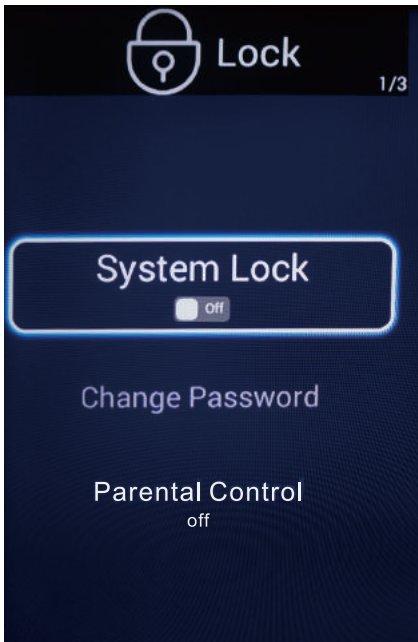 Lock
1/3
System Lock
Off
Change Password
Parental Control
off